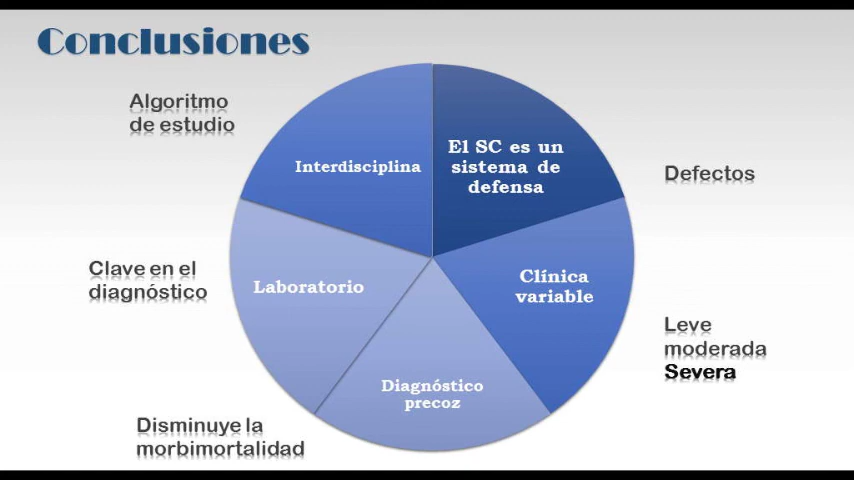 Conclusiones
Algoritmo
de estudio
Interdisciplina
El SC es un
sistema de
defensa
Defectos
Clave en el
diagnóstico
Laboratorio
Clínica
variable
Leve
moderada
Severa
Diagnóstico
precoz
Disminuye la
morbimortalidad